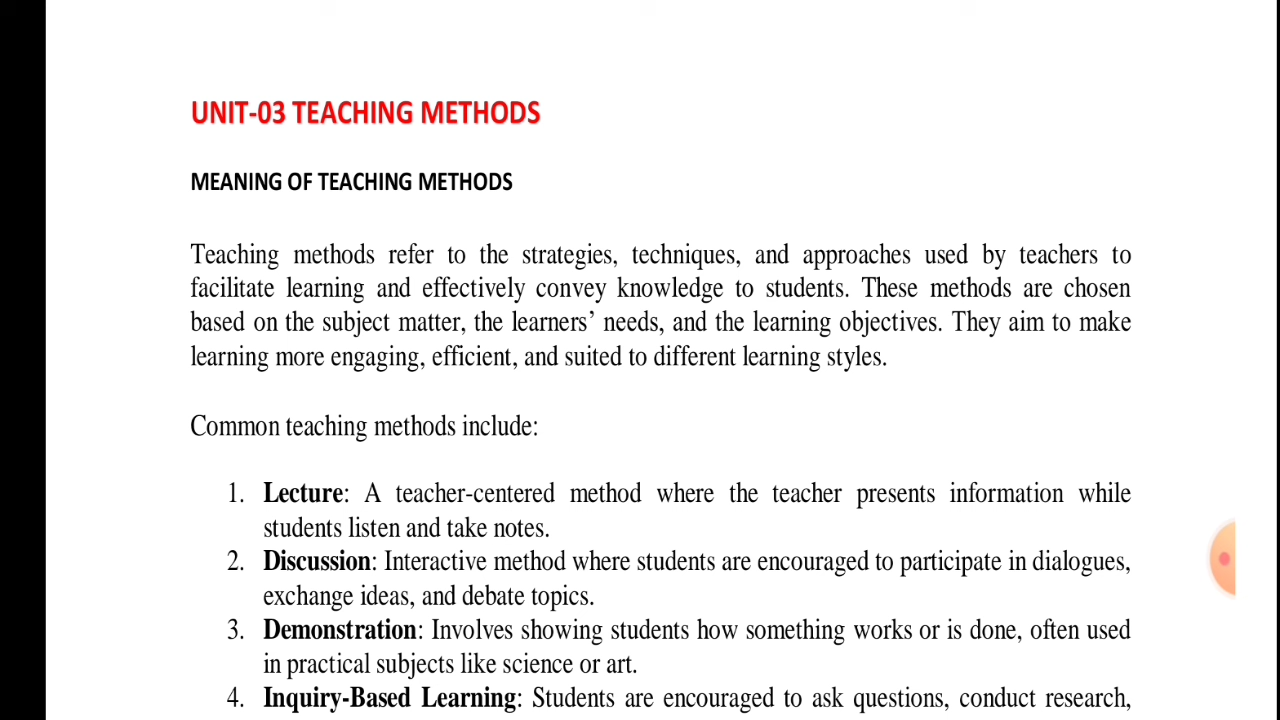 UNIT-03 TEACHING METHODS
MEANING OF TEACHING METHODS
Teaching methods refer to the strategies, techniques, and approaches used by teachers to
facilitate learning and effectively convey knowledge to students. These methods are chosen
based on the subject matter, the learners’ needs, and the learning objectives. They aim to make
learning more engaging, efficient, and suited to different learning styles.
Common teaching methods include:
1. Lecture: A teacher-centered method where the teacher presents information while
students listen and take notes.
2. Discussion: Interactive method where students are encouraged to participate in dialogues,
exchange ideas, and debate topics.
3. Demonstration: Involves showing students how something works or is done, often used
in practical subjects like science or art.
4. Inquiry-Based Learning: Students are encouraged to ask questions, conduct research,